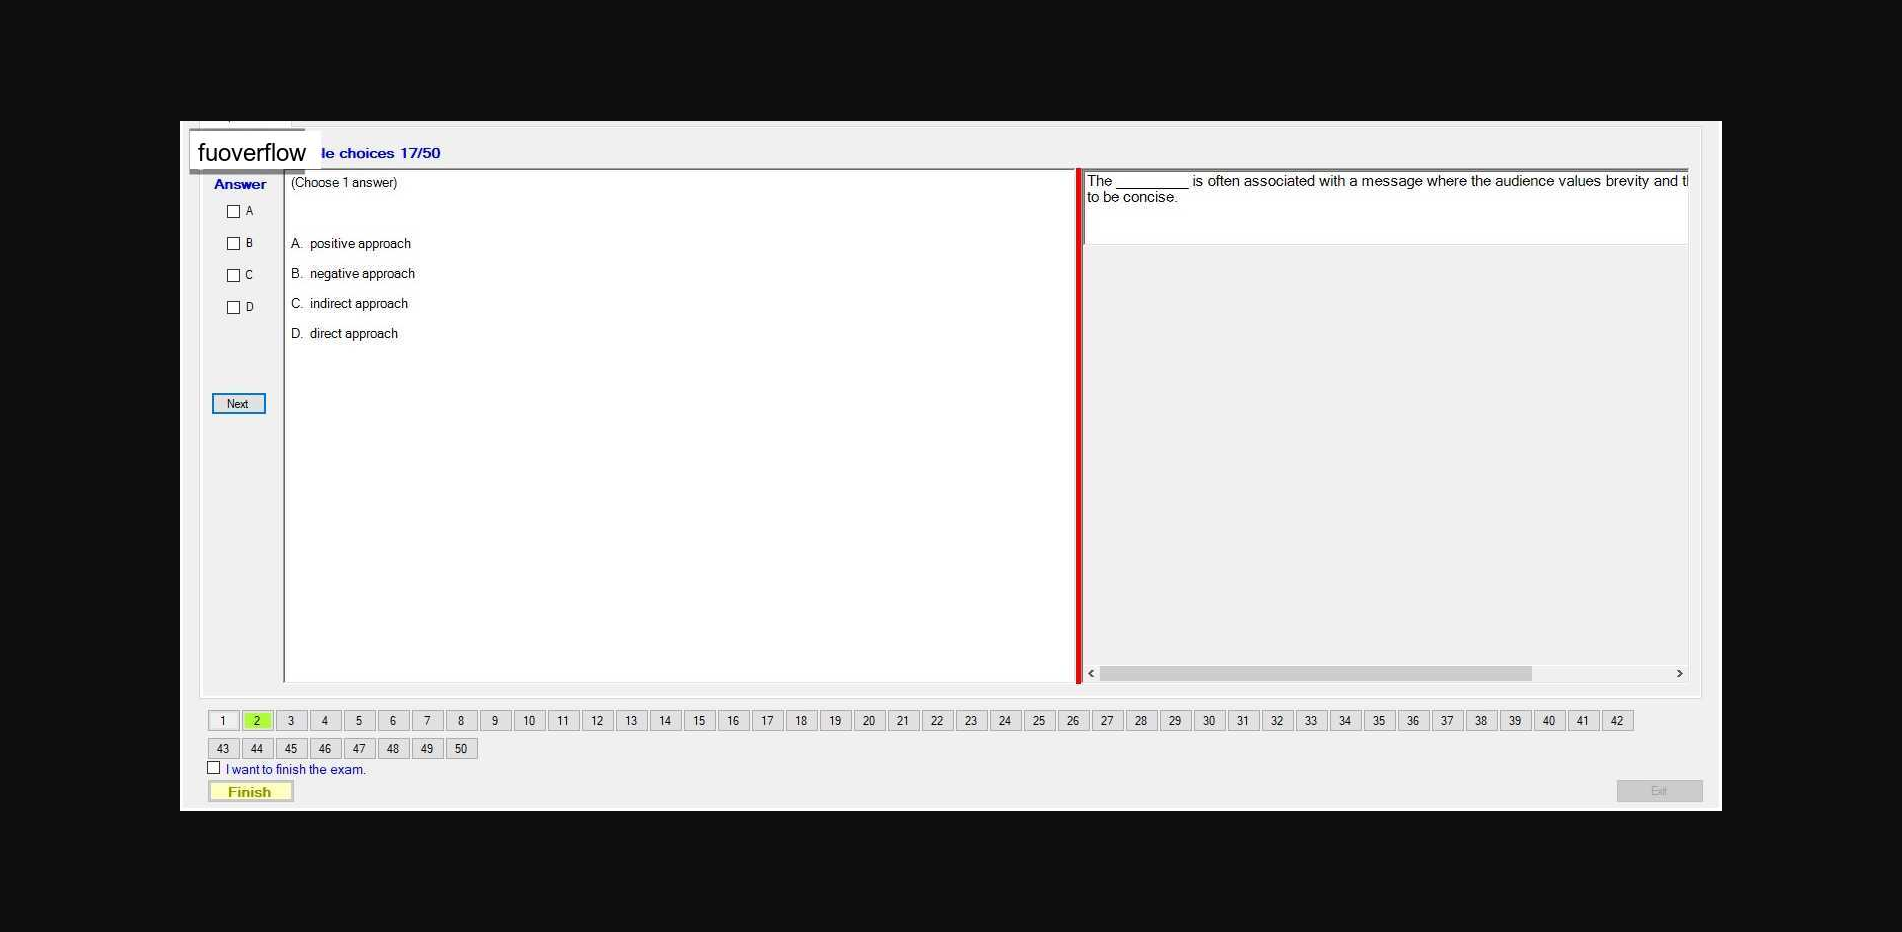 fuoverflow
choices 17/50
Answer
(Choose 1 answer)
A
B
C
D
A. positive approach
B. negative approach
C. indirect approach
D. direct approach
Next
The _________ is often associated with a message where the audience values brevity and
to be concise.
1 2 3 4 5 6 7 8 9 10 11 12 13 14 15 16 17 18 19 20 21 22 23 24 25 26 27 28 29 30 31 32 33 34 35 36 37 38 39 40 41 42
43 44 45 46 47 48 49 50
I want to finish the exam.
Finish
Exit